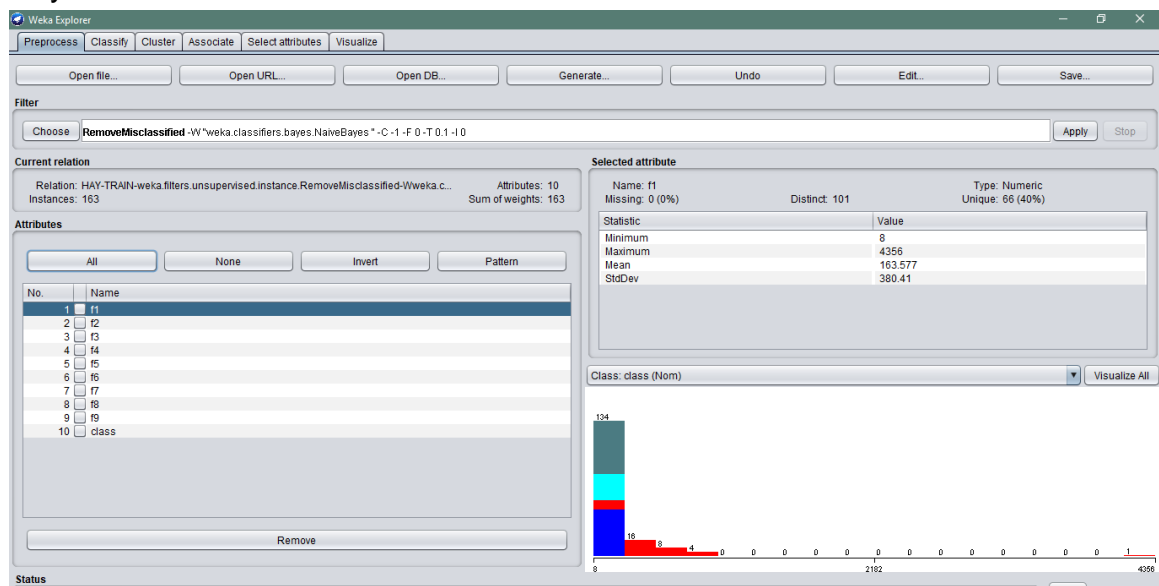 Weka Explorer
Preprocess Classify Cluster Associate Select attributes Visualize
Open file... Open URL... Open DB... Generate... Undo Edit... Save...
Filter
Choose RemoveMisclassified -W "weka.classifiers.bayes.NaiveBayes " -C -1 -F 0 -T 0.1 -I 0 Apply Stop
Current relation
Relation: HAY-TRAIN-weka.filters.unsupervised.instance.RemoveMisclassified-Wweka.c... Attributes: 10
Instances: 163 Sum of weights: 163
Attributes
All None Invert Pattern
No. Name
1 f1
2 f2
3 f3
4 f4
5 f5
6 f6
7 f7
8 f8
9 f9
10 class
Remove
Status
Selected attribute
Name: f1 Type: Numeric
Missing: 0 (0%) Distinct: 101 Unique: 66 (40%)
Statistic Value
Minimum 8
Maximum 4356
Mean 163.577
StdDev 380.41
Class: class (Nom) Visualize All
134
16 8 4 0 0 0 0 0 0 0 0 0 0 0 0 0 1
8 2182 4356